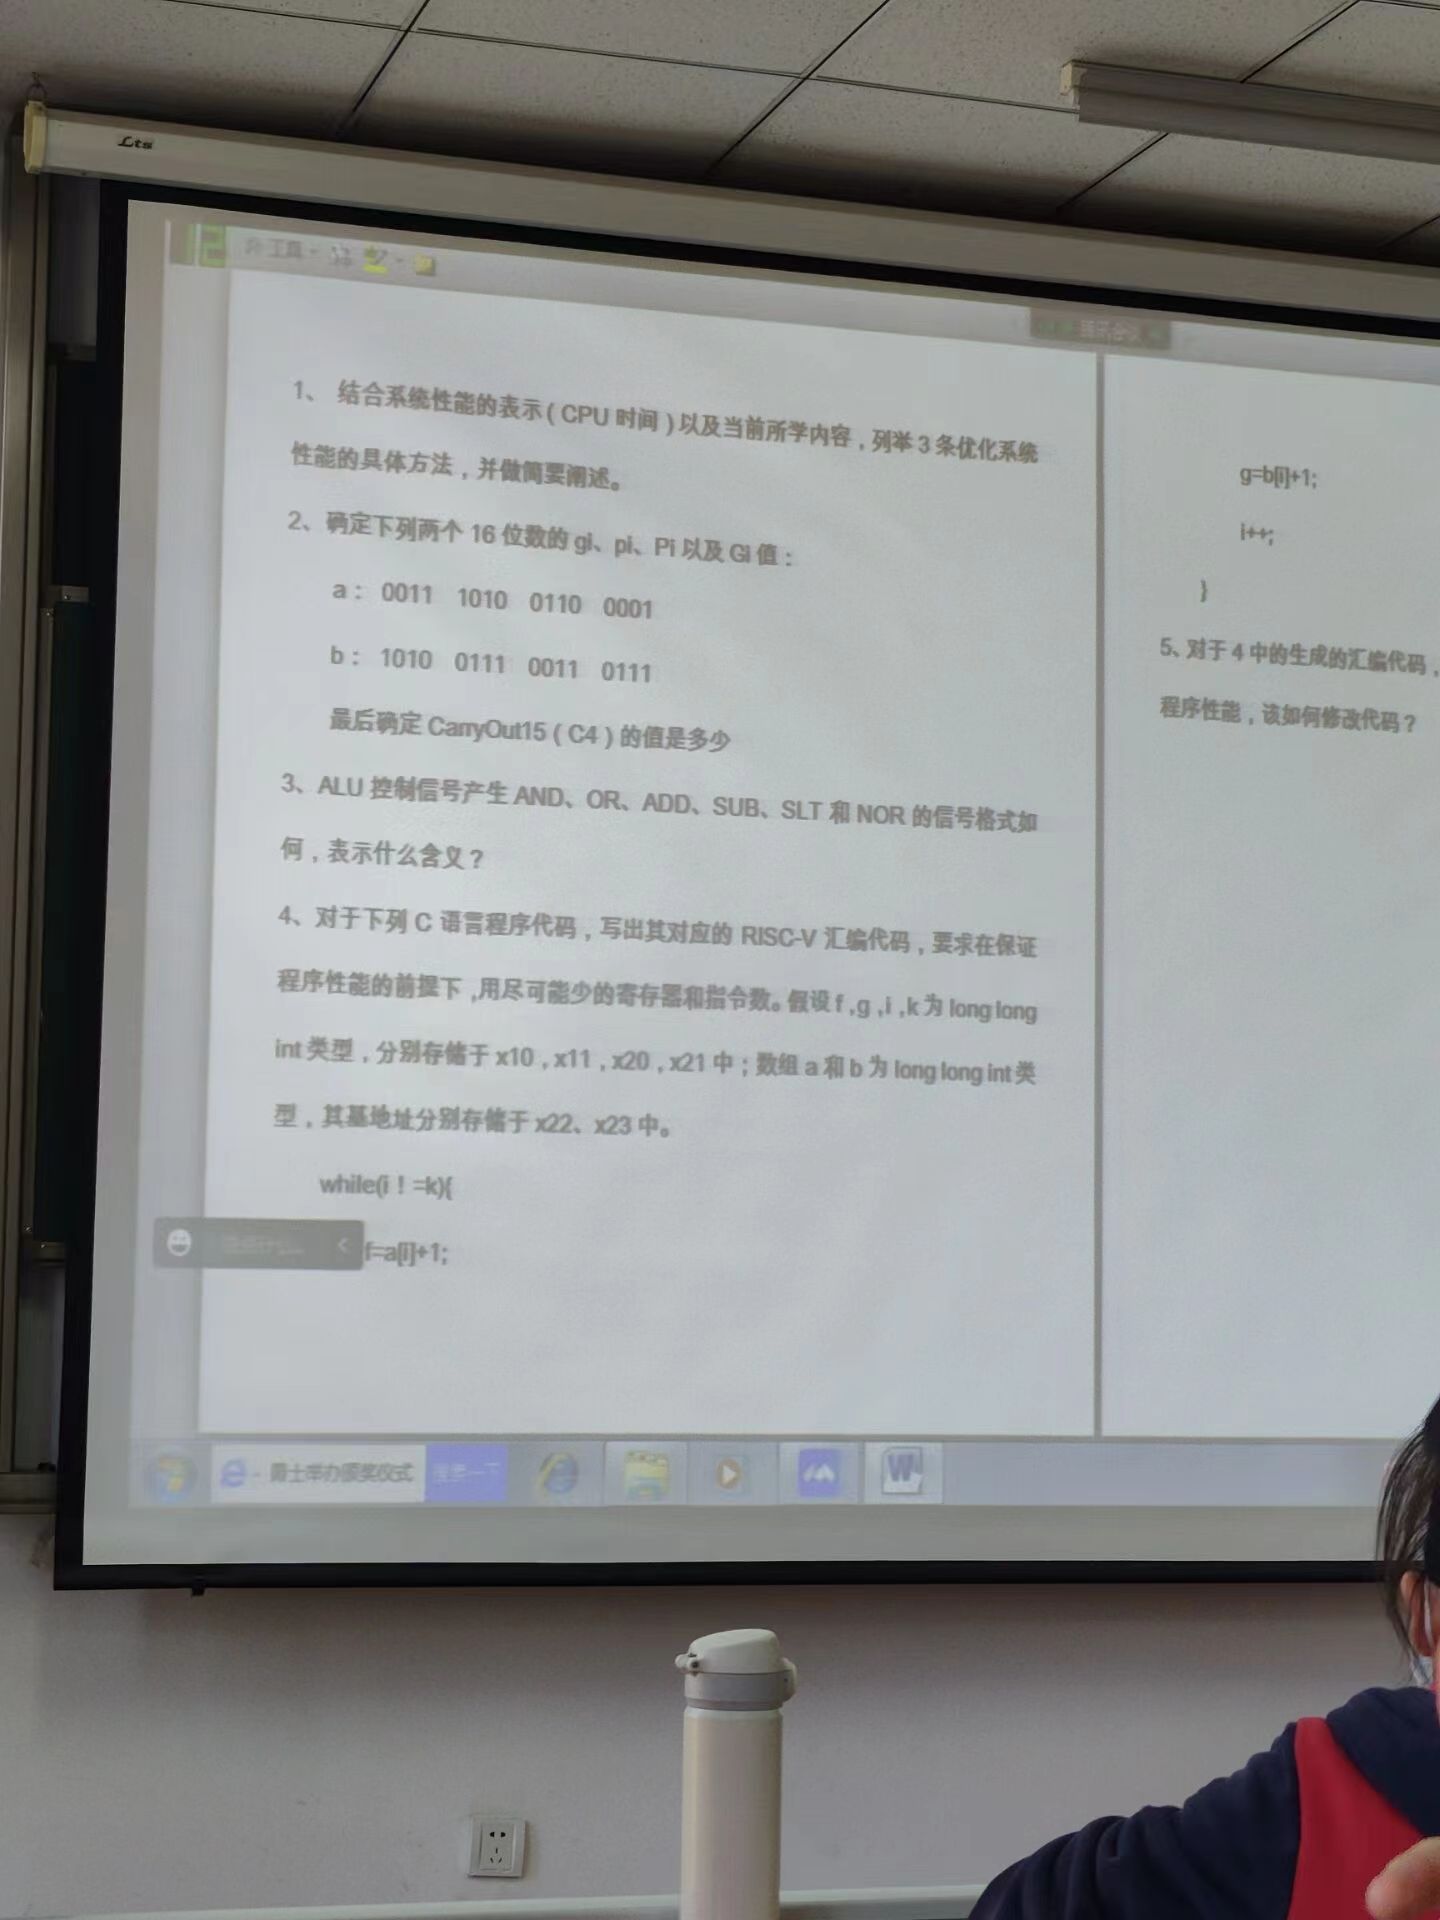 Lts
工具
1、 结合系统性能的表示(CPU 时间)以及当前所学内容，列举 3 条优化系统
性能的具体方法，并做简要阐述。
2、确定下列两个 16 位数的 gi、pi、Pi 以及 Gi 值：
a： 0011 1010 0110 0001
b： 1010 0111 0011 0111
最后确定 CarryOut15（C4）的值是多少
3、ALU 控制信号产生 AND、OR、ADD、SUB、SLT 和 NOR 的信号格式如
何，表示什么含义？
4、对于下列 C 语言程序代码，写出其对应的 RISC-V 汇编代码，要求在保证
程序性能的前提下,用尽可能少的寄存器和指令数。假设 f ,g ,i ,k 为 long long
int 类型，分别存储于 x10，x11，x20，x21 中；数组 a 和 b 为 long long int 类
型，其基地址分别存储于 x22、x23 中。
while(i！=k){
f=a[i]+1;
g=b[i]+1;
i++;
}
5、对于 4 中的生成的汇编代码，
程序性能，该如何修改代码？
爵士举办颁奖仪式